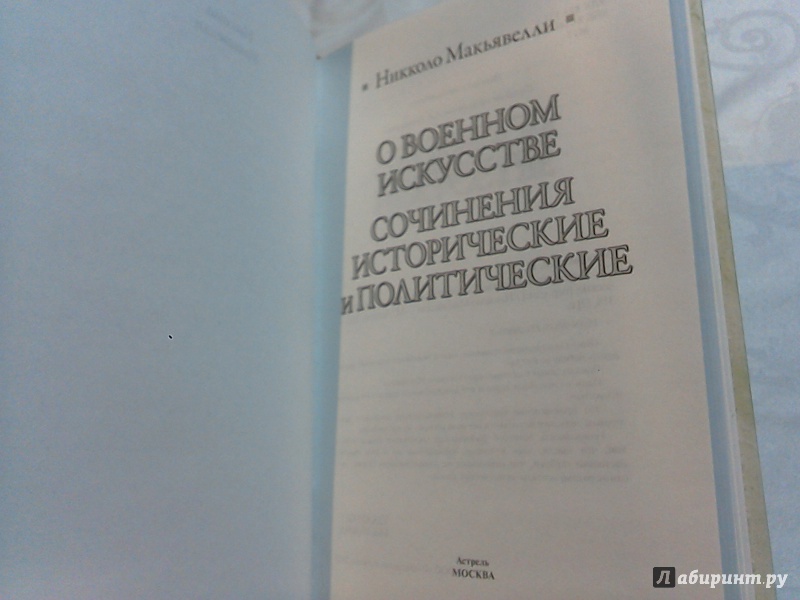 Никколо Макьявелли
О ВОЕННОМ
ИСКУССТВЕ
СОЧИНЕНИЯ
ИСТОРИЧЕСКИЕ
и ПОЛИТИЧЕСКИЕ
Астрель
МОСКВА
Лабиринт.ру